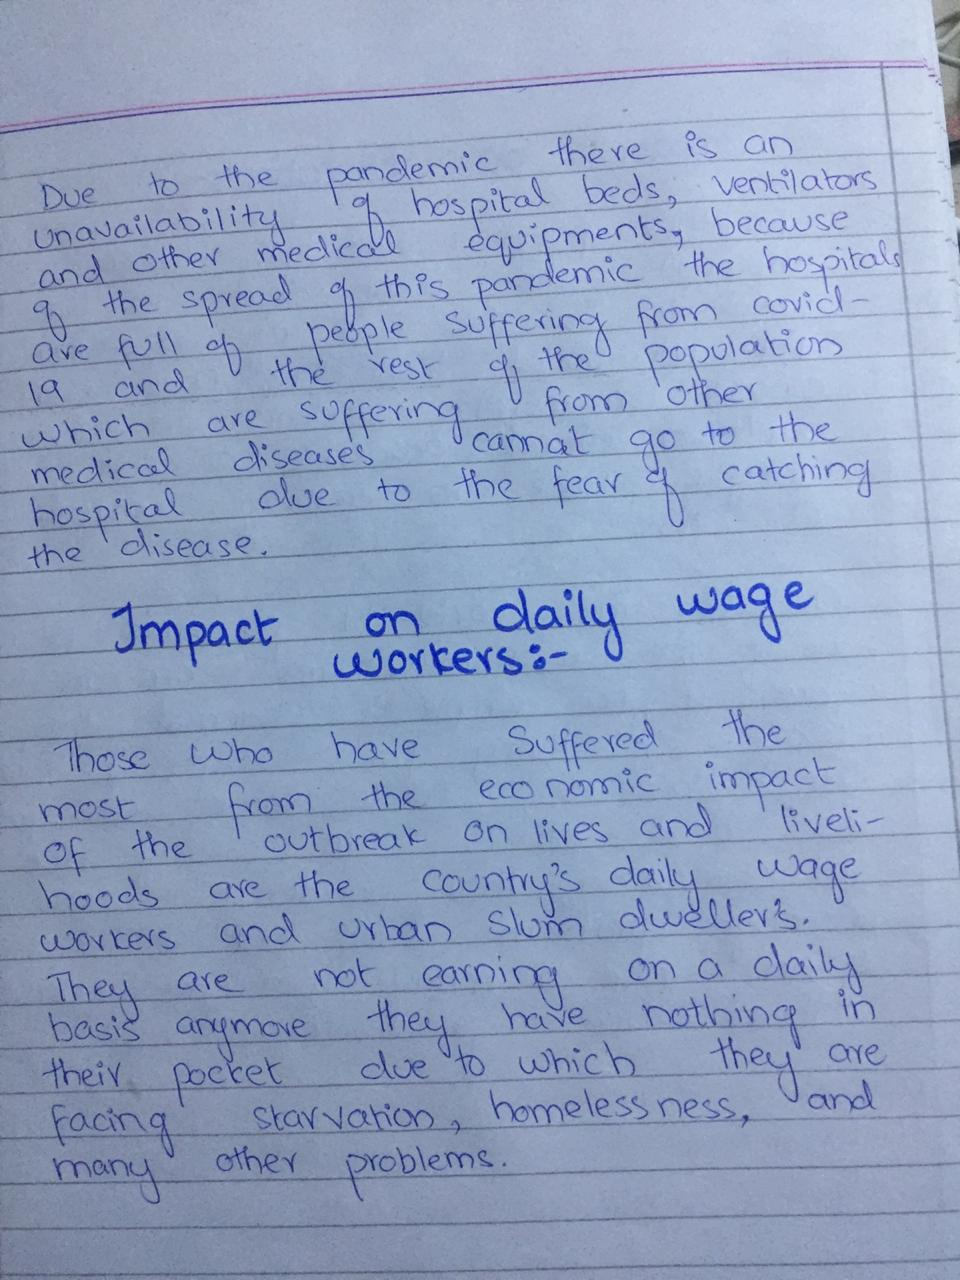 Due to the pandemic there is an
unavailability of hospital beds, ventilators
and other medical equipments, because
of the spread of this pandemic the hospitals
are full of people suffering from covid-
19 and the rest of the population
which are suffering from other
medical diseases cannat go to the
hospital due to the fear of catching
the disease.
Impact on daily wage
workers:-
Those who have suffered the
most from the economic impact
of the outbreak on lives and liveli-
hoods are the country's daily wage
workers and urban slum dweller's.
They are not earning on a daily
basis anymore they have nothing in
their pocket due to which they are
facing starvation, homelessness, and
many other problems.